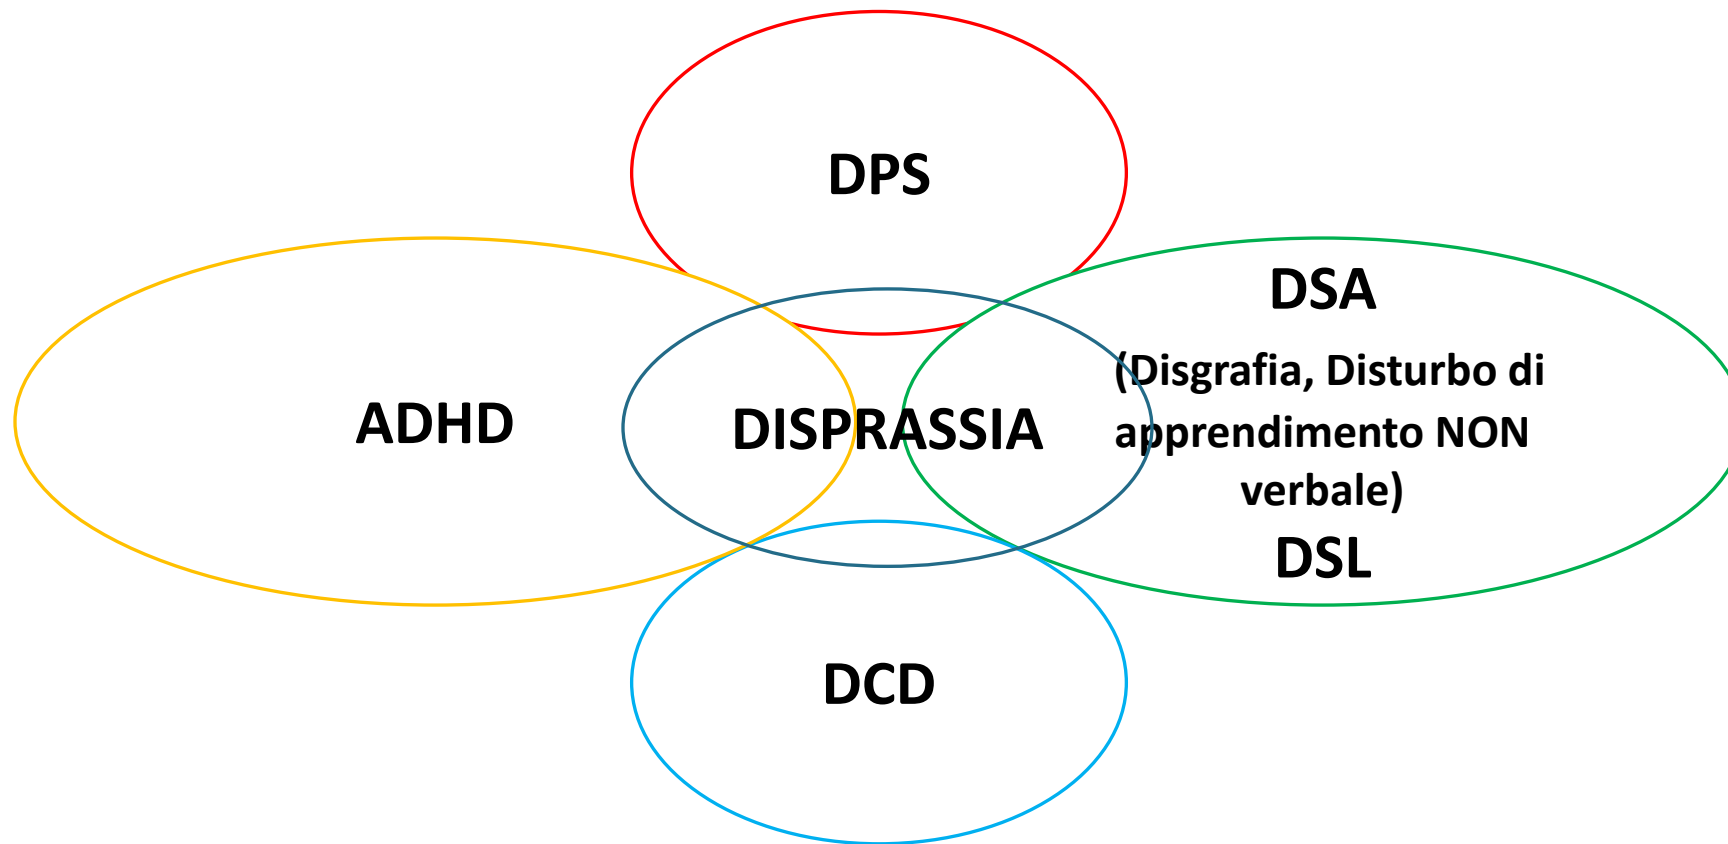 DPS
ADHD
DISPRASSIA
DSA
(Disgrafia, Disturbo di
apprendimento NON
verbale)
DSL
DCD